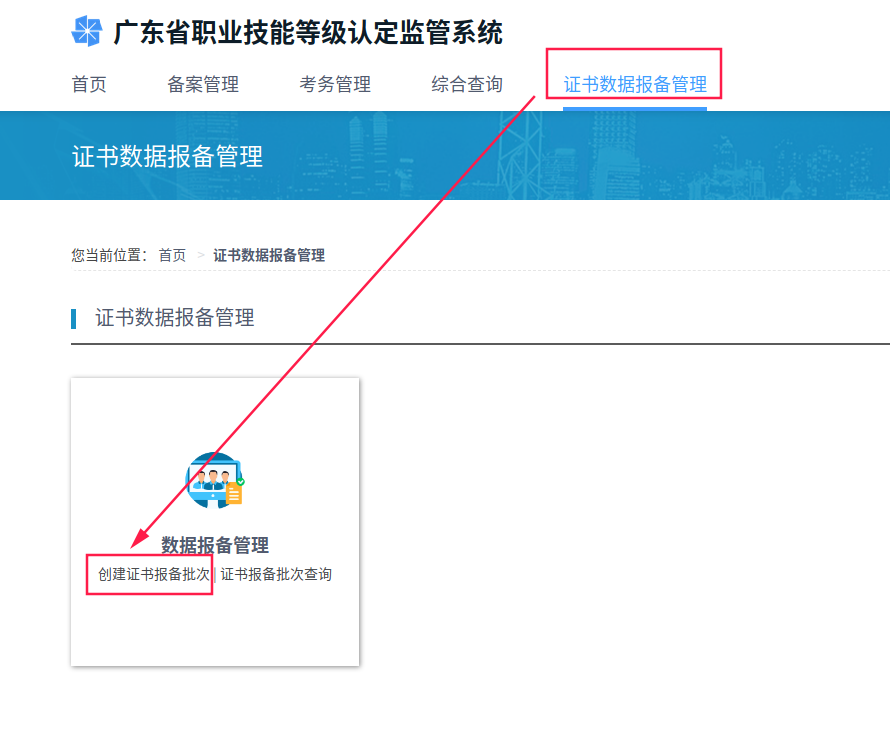 广东省职业技能等级认定监管系统
首页 备案管理 考务管理 综合查询 证书数据报备管理
证书数据报备管理
您当前位置： 首页 > 证书数据报备管理
证书数据报备管理
数据报备管理
创建证书报备批次 | 证书报备批次查询